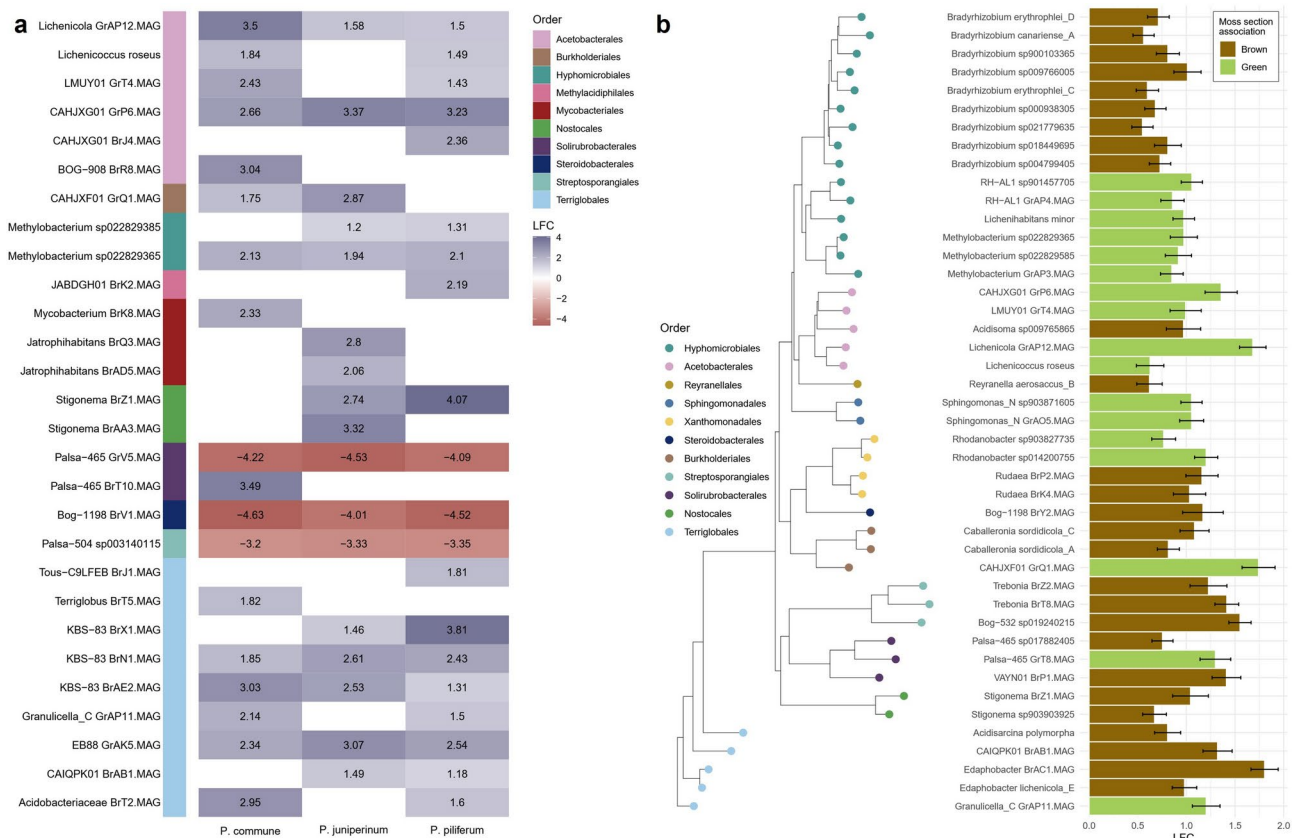 a
Lichenicola GrAP12.MAG 3.5 1.58 1.5
Lichenicoccus roseus 1.84 1.49
LMUY01 GrT4.MAG 2.43 1.43
CAHJXG01 GrP6.MAG 2.66 3.37 3.23
CAHJXG01 BrJ4.MAG 2.36
BOG−908 BrR8.MAG 3.04
CAHJXF01 GrQ1.MAG 1.75 2.87
Methylobacterium sp022829385 1.2 1.31
Methylobacterium sp022829365 2.13 1.94 2.1
JABDGH01 BrK2.MAG 2.19
Mycobacterium BrK8.MAG 2.33
Jatrophihabitans BrQ3.MAG 2.8
Jatrophihabitans BrAD5.MAG 2.06
Stigonema BrZ1.MAG 2.74 4.07
Stigonema BrAA3.MAG 3.32
Palsa−465 GrV5.MAG −4.22 −4.53 −4.09
Palsa−465 BrT10.MAG 3.49
Bog−1198 BrV1.MAG −4.63 −4.01 −4.52
Palsa−504 sp003140115 −3.2 −3.33 −3.35
Tous−C9LFEB BrJ1.MAG 1.81
Terriglobus BrT5.MAG 1.82
KBS−83 BrX1.MAG 1.46 3.81
KBS−83 BrN1.MAG 1.85 2.61 2.43
KBS−83 BrAE2.MAG 3.03 2.53 1.31
Granulicella_C GrAP11.MAG 2.14 1.5
EB88 GrAK5.MAG 2.34 3.07 2.54
CAIQPK01 BrAB1.MAG 1.49 1.18
Acidobacteriaceae BrT2.MAG 2.95 1.6
P. commune P. juniperinum P. piliferum
Order
Acetobacterales
Burkholderiales
Hyphomicrobiales
Methylacidiphilales
Mycobacteriales
Nostocales
Solirubrobacterales
Steroidobacterales
Streptosporangiales
Terriglobales
LFC
4
2
0
−2
−4
b
Order
Hyphomicrobiales
Acetobacterales
Reyranellales
Sphingomonadales
Xanthomonadales
Steroidobacterales
Burkholderiales
Streptosporangiales
Solirubrobacterales
Nostocales
Terriglobales
Bradyrhizobium erythrophlei_D
Bradyrhizobium canariense_A
Bradyrhizobium sp900103365
Bradyrhizobium sp009766005
Bradyrhizobium erythrophlei_C
Bradyrhizobium sp000938305
Bradyrhizobium sp021779635
Bradyrhizobium sp018449695
Bradyrhizobium sp004799405
RH−AL1 sp901457705
RH−AL1 GrAP4.MAG
Lichenihabitans minor
Methylobacterium sp022829365
Methylobacterium sp022829585
Methylobacterium GrAP3.MAG
CAHJXG01 GrP6.MAG
LMUY01 GrT4.MAG
Acidisoma sp009765865
Lichenicola GrAP12.MAG
Lichenicoccus roseus
Reyranella aerosaccus_B
Sphingomonas_N sp903871605
Sphingomonas_N GrAO5.MAG
Rhodanobacter sp903827735
Rhodanobacter sp014200755
Rudaea BrP2.MAG
Rudaea BrK4.MAG
Bog−1198 BrY2.MAG
Caballeronia sordidicola_C
Caballeronia sordidicola_A
CAHJXF01 GrQ1.MAG
Trebonia BrZ2.MAG
Trebonia BrT8.MAG
Bog−532 sp019240215
Palsa−465 sp017882405
Palsa−465 GrT8.MAG
VAYN01 BrP1.MAG
Stigonema BrZ1.MAG
Stigonema sp903903925
Acidisarcina polymorpha
CAIQPK01 BrAB1.MAG
Edaphobacter BrAC1.MAG
Edaphobacter lichenicola_E
Granulicella_C GrAP11.MAG
0.0 0.5 1.0 1.5 2.0
LFC
Moss section
association
Brown
Green